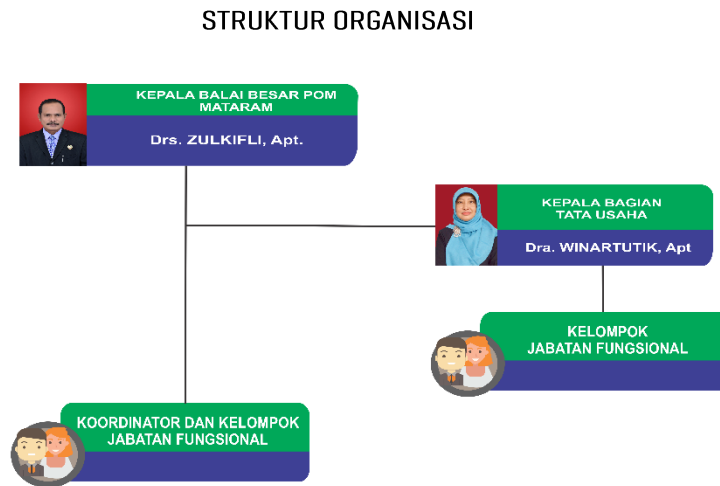 STRUKTUR ORGANISASI
KEPALA BALAI BESAR POM
MATARAM
Drs. ZULKIFLI, Apt.
KEPALA BAGIAN
TATA USAHA
Dra. WINARTUTIK, Apt
KELOMPOK
JABATAN FUNGSIONAL
KOORDINATOR DAN KELOMPOK
JABATAN FUNGSIONAL